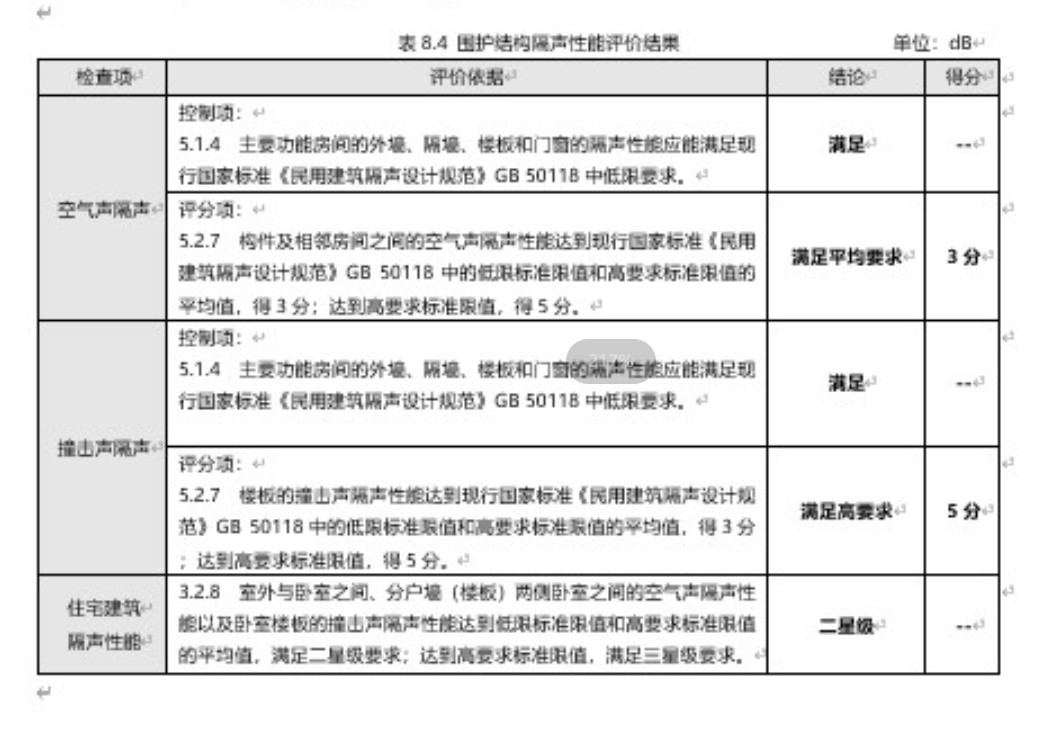 表 8.4 围护结构隔声性能评价结果 单位：dB
检查项 评价依据 结论 得分
空气声隔声
控制项：
5.1.4 主要功能房间的外墙、隔墙、楼板和门窗的隔声性能应能满足现
行国家标准《民用建筑隔声设计规范》GB 50118 中低限要求。
满足 --
评分项：
5.2.7 构件及相邻房间之间的空气声隔声性能达到现行国家标准《民用
建筑隔声设计规范》GB 50118 中的低限标准限值和高要求标准限值的
平均值，得 3 分；达到高要求标准限值，得 5 分。
满足平均要求 3 分
撞击声隔声
控制项：
5.1.4 主要功能房间的外墙、隔墙、楼板和门窗的隔声性能应能满足现
行国家标准《民用建筑隔声设计规范》GB 50118 中低限要求。
满足 --
评分项：
5.2.7 楼板的撞击声隔声性能达到现行国家标准《民用建筑隔声设计规
范》GB 50118 中的低限标准限值和高要求标准限值的平均值，得 3 分
；达到高要求标准限值，得 5 分。
满足高要求 5 分
住宅建筑
隔声性能
3.2.8 室外与卧室之间、分户墙（楼板）两侧卧室之间的空气声隔声性
能以及卧室楼板的撞击声隔声性能达到低限标准限值和高要求标准限值
的平均值，满足二星级要求；达到高要求标准限值，满足三星级要求。
二星级 --